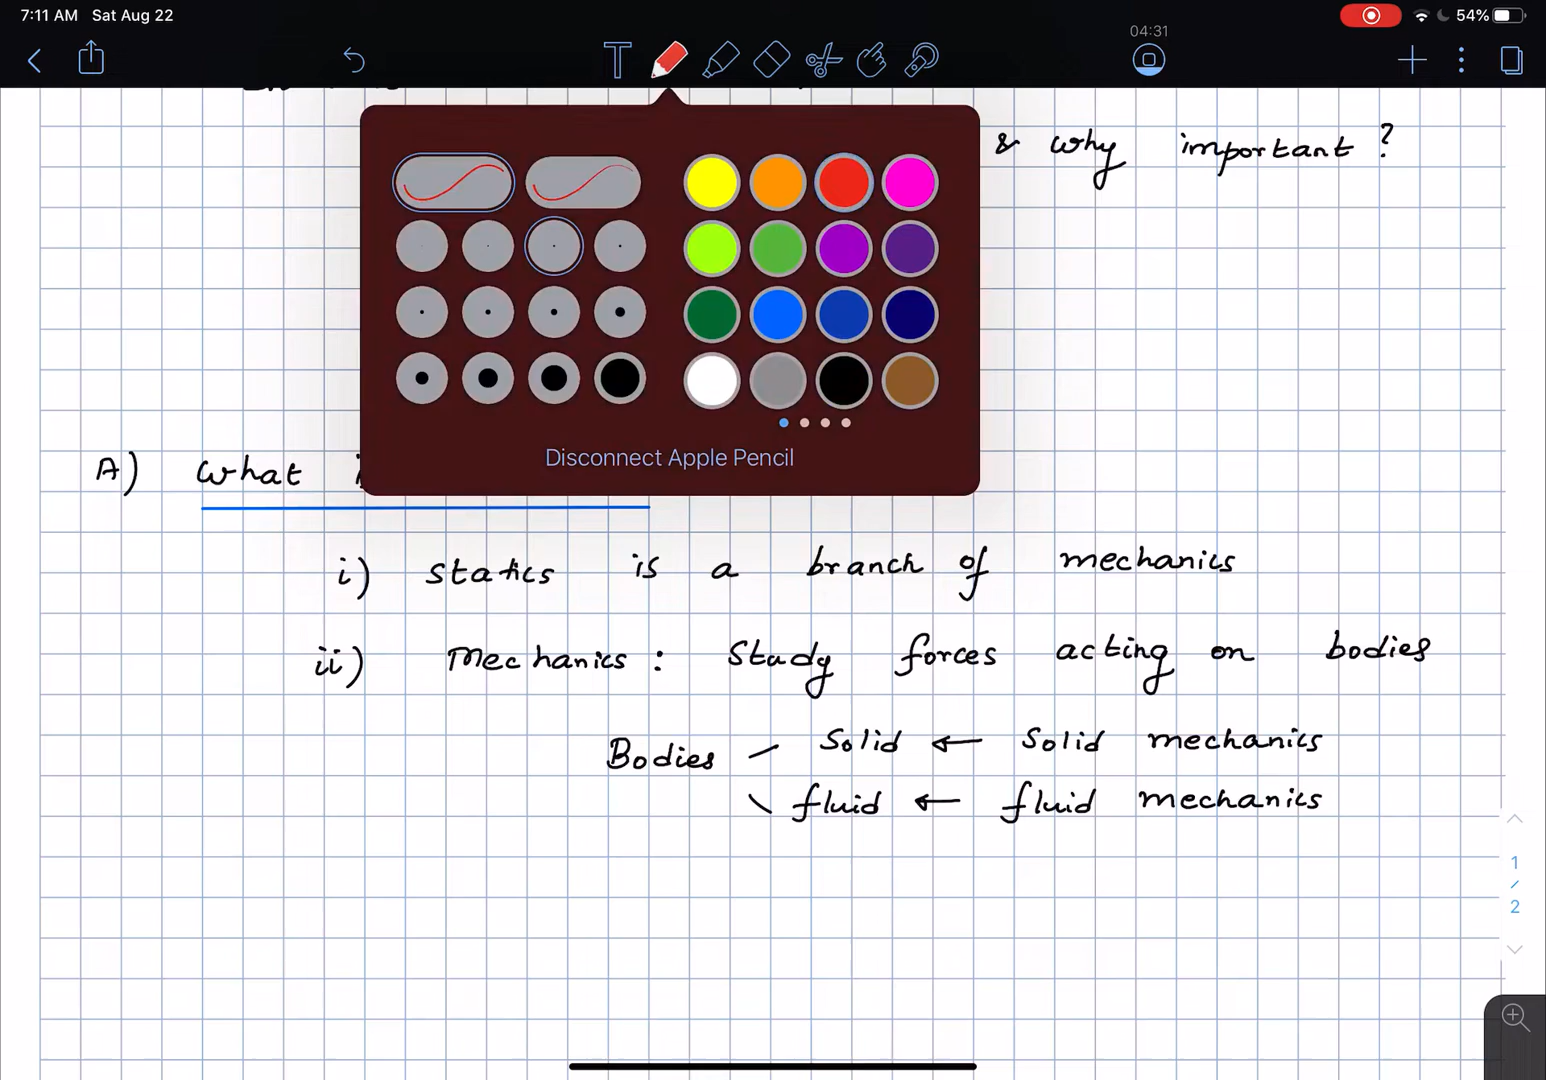 7:11 AM Sat Aug 22
54%
04:31
T
& why important ?
Disconnect Apple Pencil
A) What
i) statics is a branch of mechanics
ii) Mechanics : Study forces acting on bodies
Bodies - Solid ← Solid mechanics
\ fluid ← fluid mechanics
1
/
2